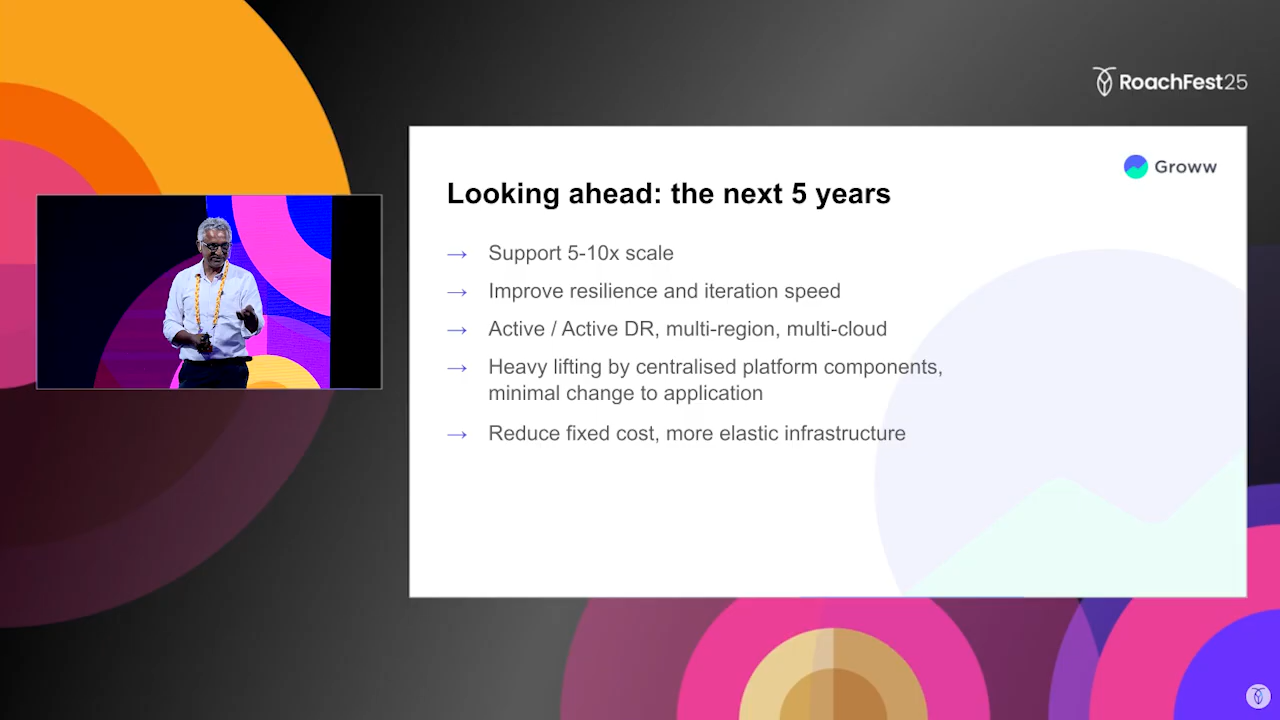 RoachFest25
Groww
Looking ahead: the next 5 years
→ Support 5-10x scale
→ Improve resilience and iteration speed
→ Active / Active DR, multi-region, multi-cloud
→ Heavy lifting by centralised platform components,
minimal change to application
→ Reduce fixed cost, more elastic infrastructure